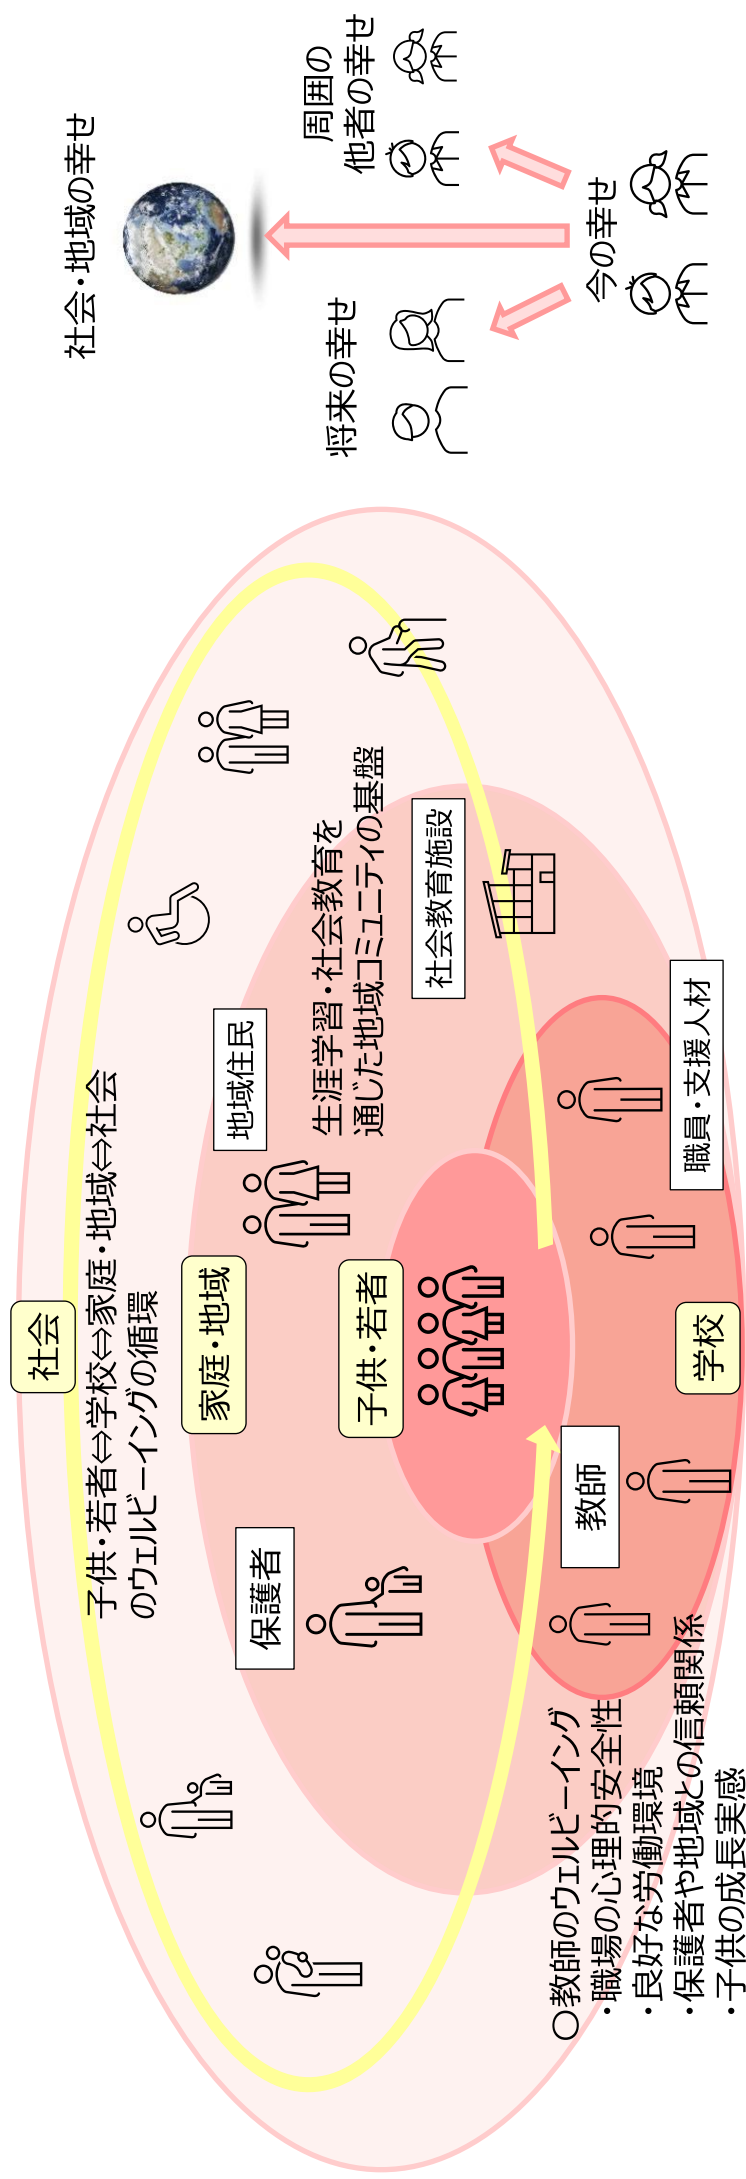 社会
子供・若者⇔学校⇔家庭・地域⇔社会
のウェルビーイングの循環
家庭・地域
地域住民
保護者
生涯学習・社会教育を
通じた地域コミュニティの基盤
子供・若者
社会教育施設
教師
職員・支援人材
学校
〇教師のウェルビーイング
・職場の心理的安全性
・良好な労働環境
・保護者や地域との信頼関係
・子供の成長実感
社会・地域の幸せ
将来の幸せ
周囲の
他者の幸せ
今の幸せ